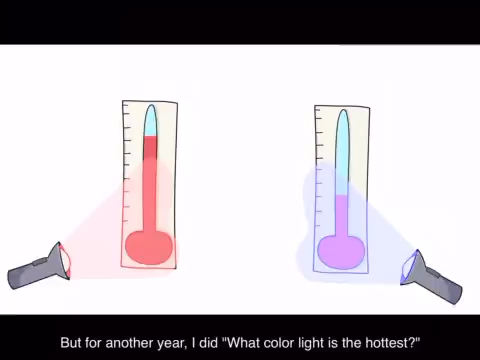 But for another year, I did "What color light is the hottest?"